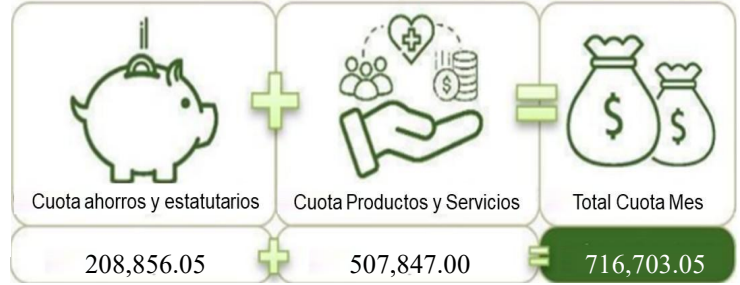 Cuota ahorros y estatutarios
Cuota Productos y Servicios
Total Cuota Mes
208,856.05
507,847.00
716,703.05